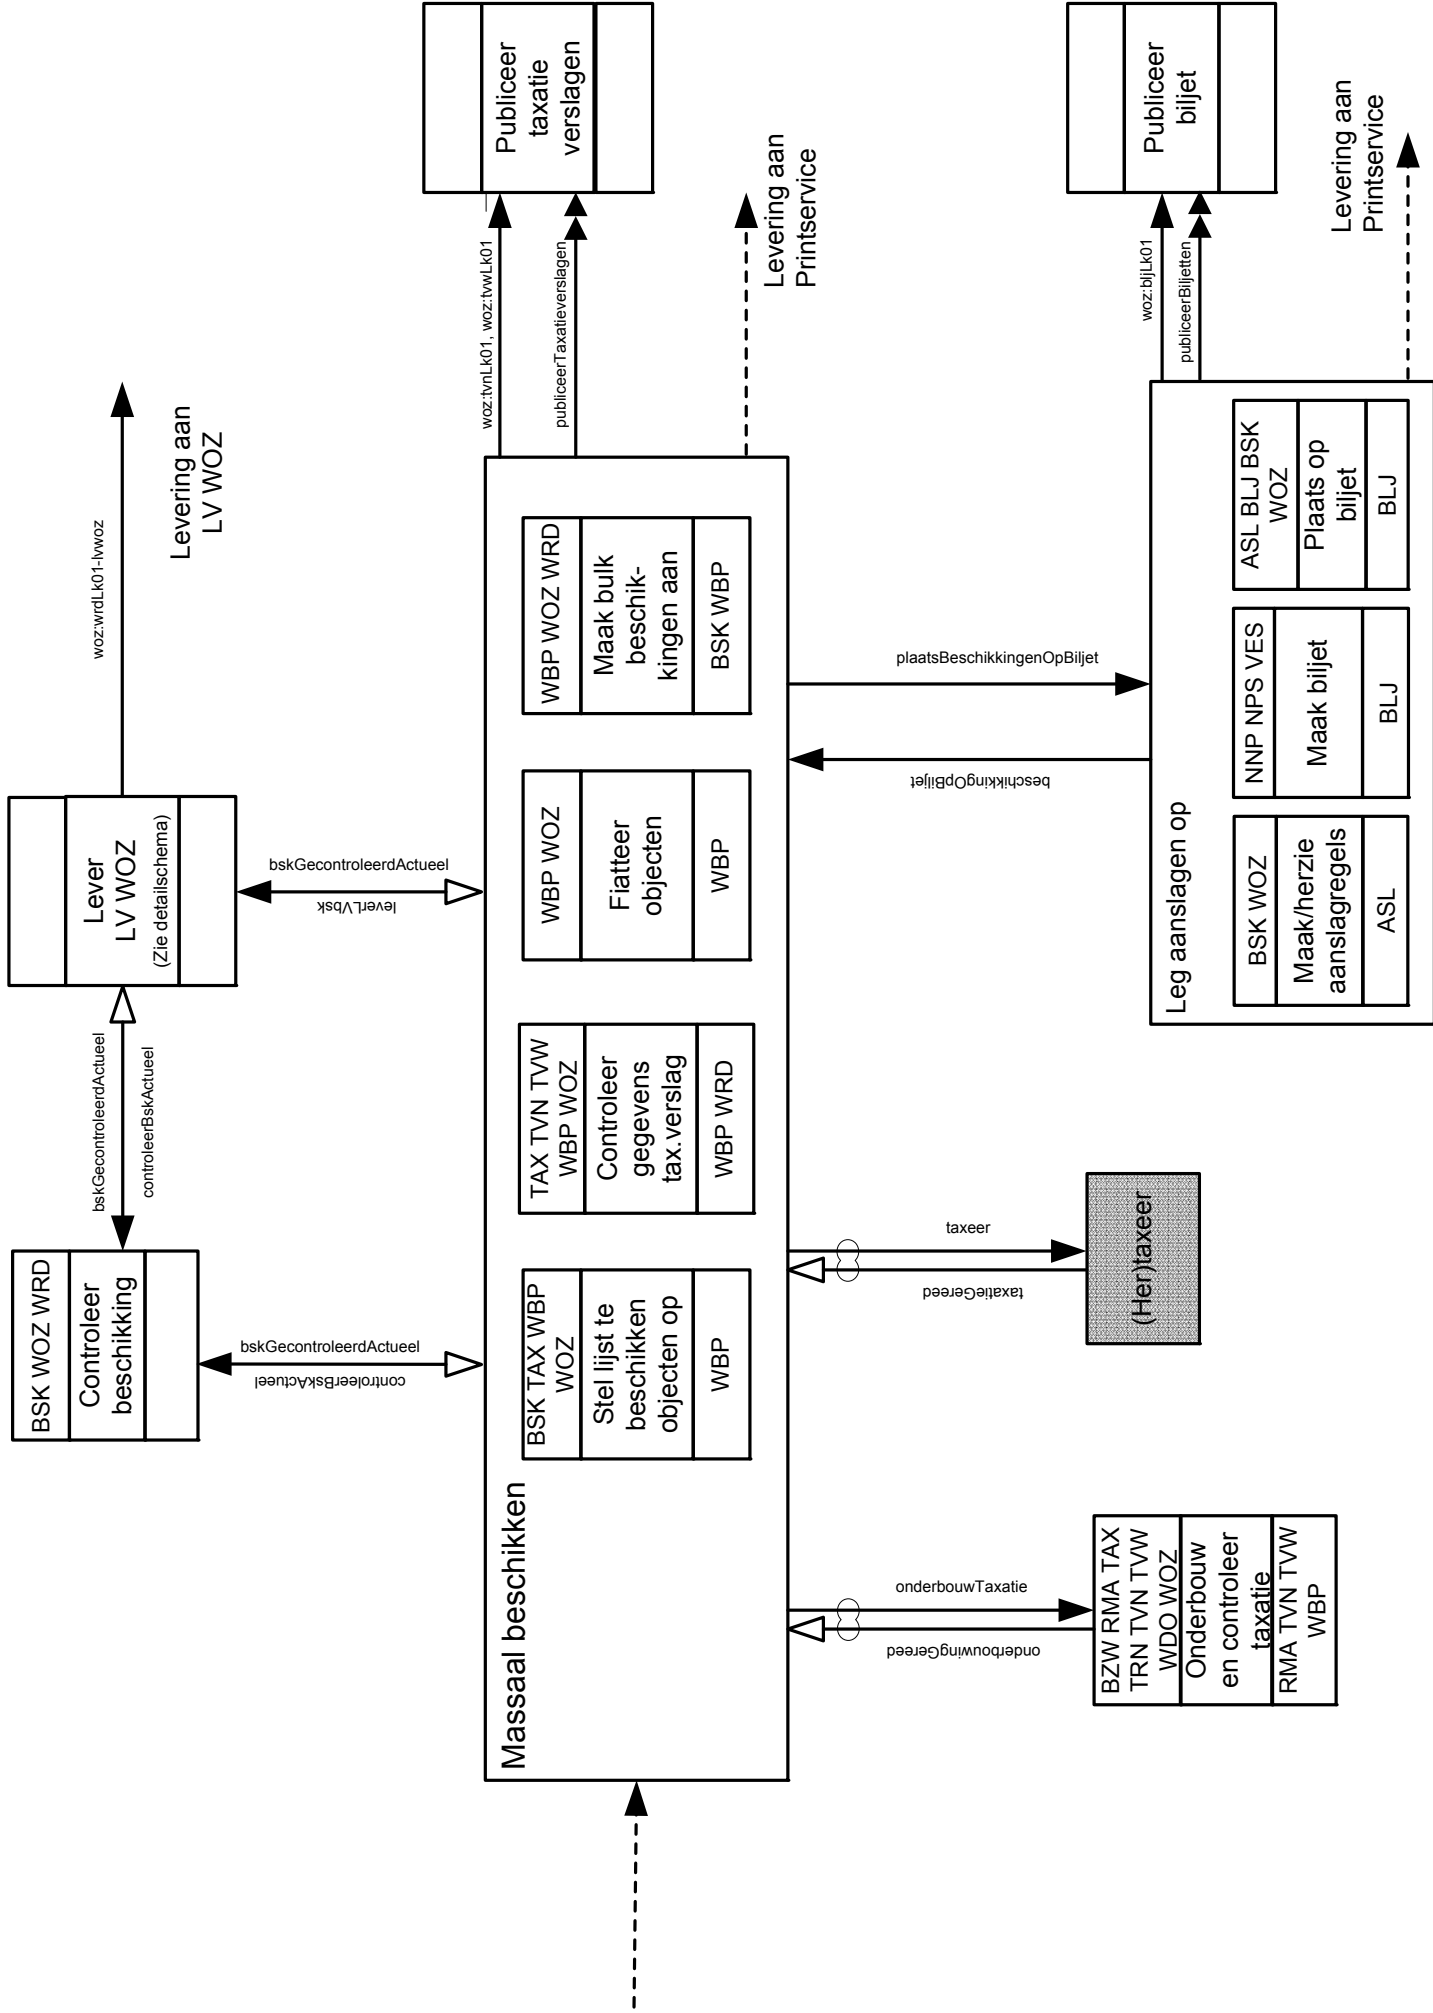 BSK WOZ WRD
Controleer
beschikking
bskGecontroleerdActueel
controleerBskActueel
Lever
LV WOZ
(Zie detailschema)
woz:wrdLk01-lvwoz
Levering aan
LV WOZ
bskGecontroleerdActueel
controleerBskActueel
bskGecontroleerdActueel
leverLVbsk
Massaal beschikken
BSK TAX WBP
WOZ
Stel lijst te
beschikken
objecten op
WBP
TAX TVN TVW
WBP WOZ
Controleer
gegevens
tax.verslag
WBP WRD
WBP WOZ
Fiatteer
objecten
WBP
WBP WOZ WRD
Maak bulk
beschik-
kingen aan
BSK WBP
woz:tvnLk01, woz:tvwLk01
publiceerTaxatieverslagen
Publiceer
taxatie
verslagen
Levering aan
Printservice
onderbouwTaxatie
onderbouwingGereed
BZW RMA TAX
TRN TVN TVW
WDO WOZ
Onderbouw
en controleer
taxatie
RMA TVN TVW
WBP
taxeer
taxatieGereed
(Her)taxeer
plaatsBeschikkingenOpBiljet
beschikkingOpBiljet
Leg aanslagen op
BSK WOZ
Maak/herzie
aanslagregels
ASL
NNP NPS VES
Maak biljet
BLJ
ASL BLJ BSK
WOZ
Plaats op
biljet
BLJ
woz:bljLk01
publiceerBiljetten
Publiceer
biljet
Levering aan
Printservice